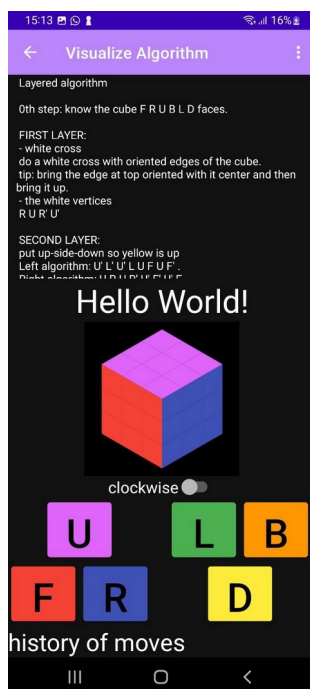 15:13 16%
Visualize Algorithm
Layered algorithm
0th step: know the cube F R U B L D faces.
FIRST LAYER:
- white cross
do a white cross with oriented edges of the cube.
tip: bring the edge at top oriented with it center and then
bring it up.
- the white vertices
R U R' U'
SECOND LAYER:
put up-side-down so yellow is up
Left algorithm: U' L' U' L U F U F' .
Hello World!
clockwise
U L B
F R D
history of moves